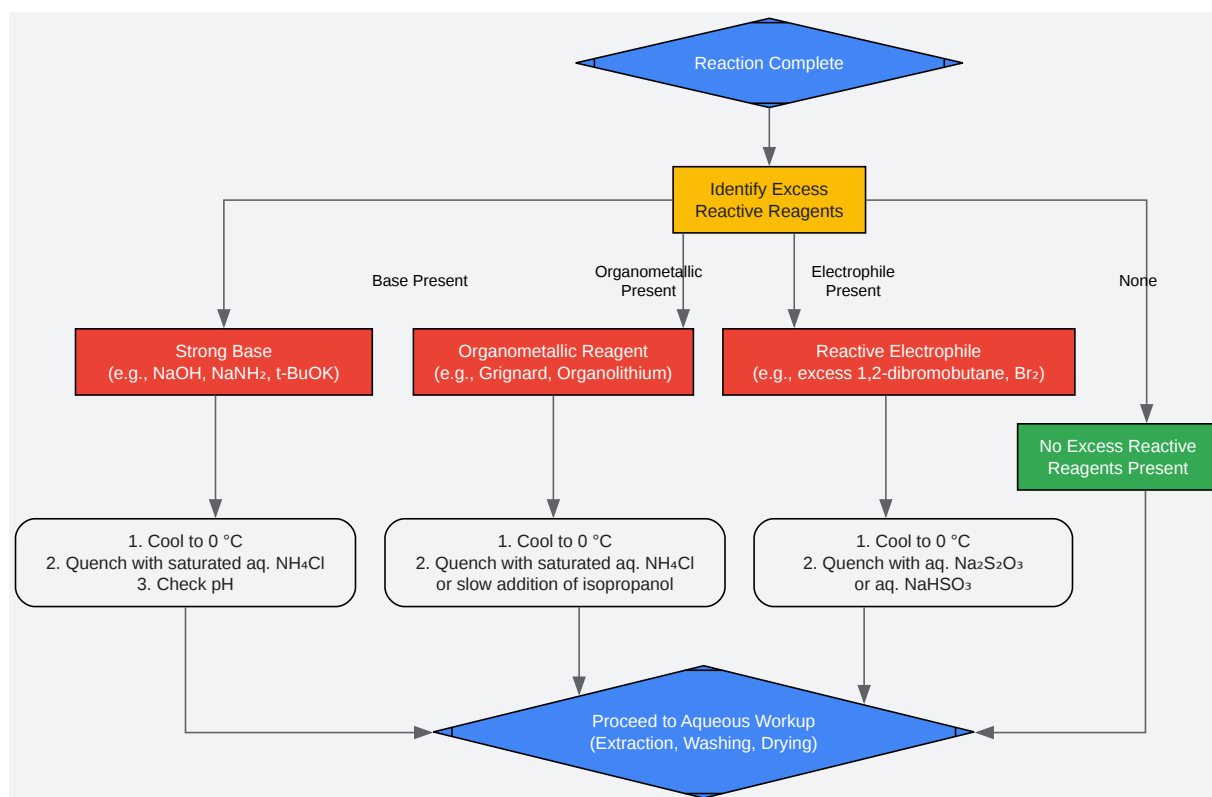 Reaction Complete
Identify Excess
Reactive Reagents
Base Present
Organometallic
Present
Electrophile
Present
None
Strong Base
(e.g., NaOH, NaNH₂, t-BuOK)
Organometallic Reagent
(e.g., Grignard, Organolithium)
Reactive Electrophile
(e.g., excess 1,2-dibromobutane, Br₂)
No Excess Reactive
Reagents Present
1. Cool to 0 °C
2. Quench with saturated aq. NH₄Cl
3. Check pH
1. Cool to 0 °C
2. Quench with saturated aq. NH₄Cl
or slow addition of isopropanol
1. Cool to 0 °C
2. Quench with aq. Na₂S₂O₃
or aq. NaHSO₃
Proceed to Aqueous Workup
(Extraction, Washing, Drying)